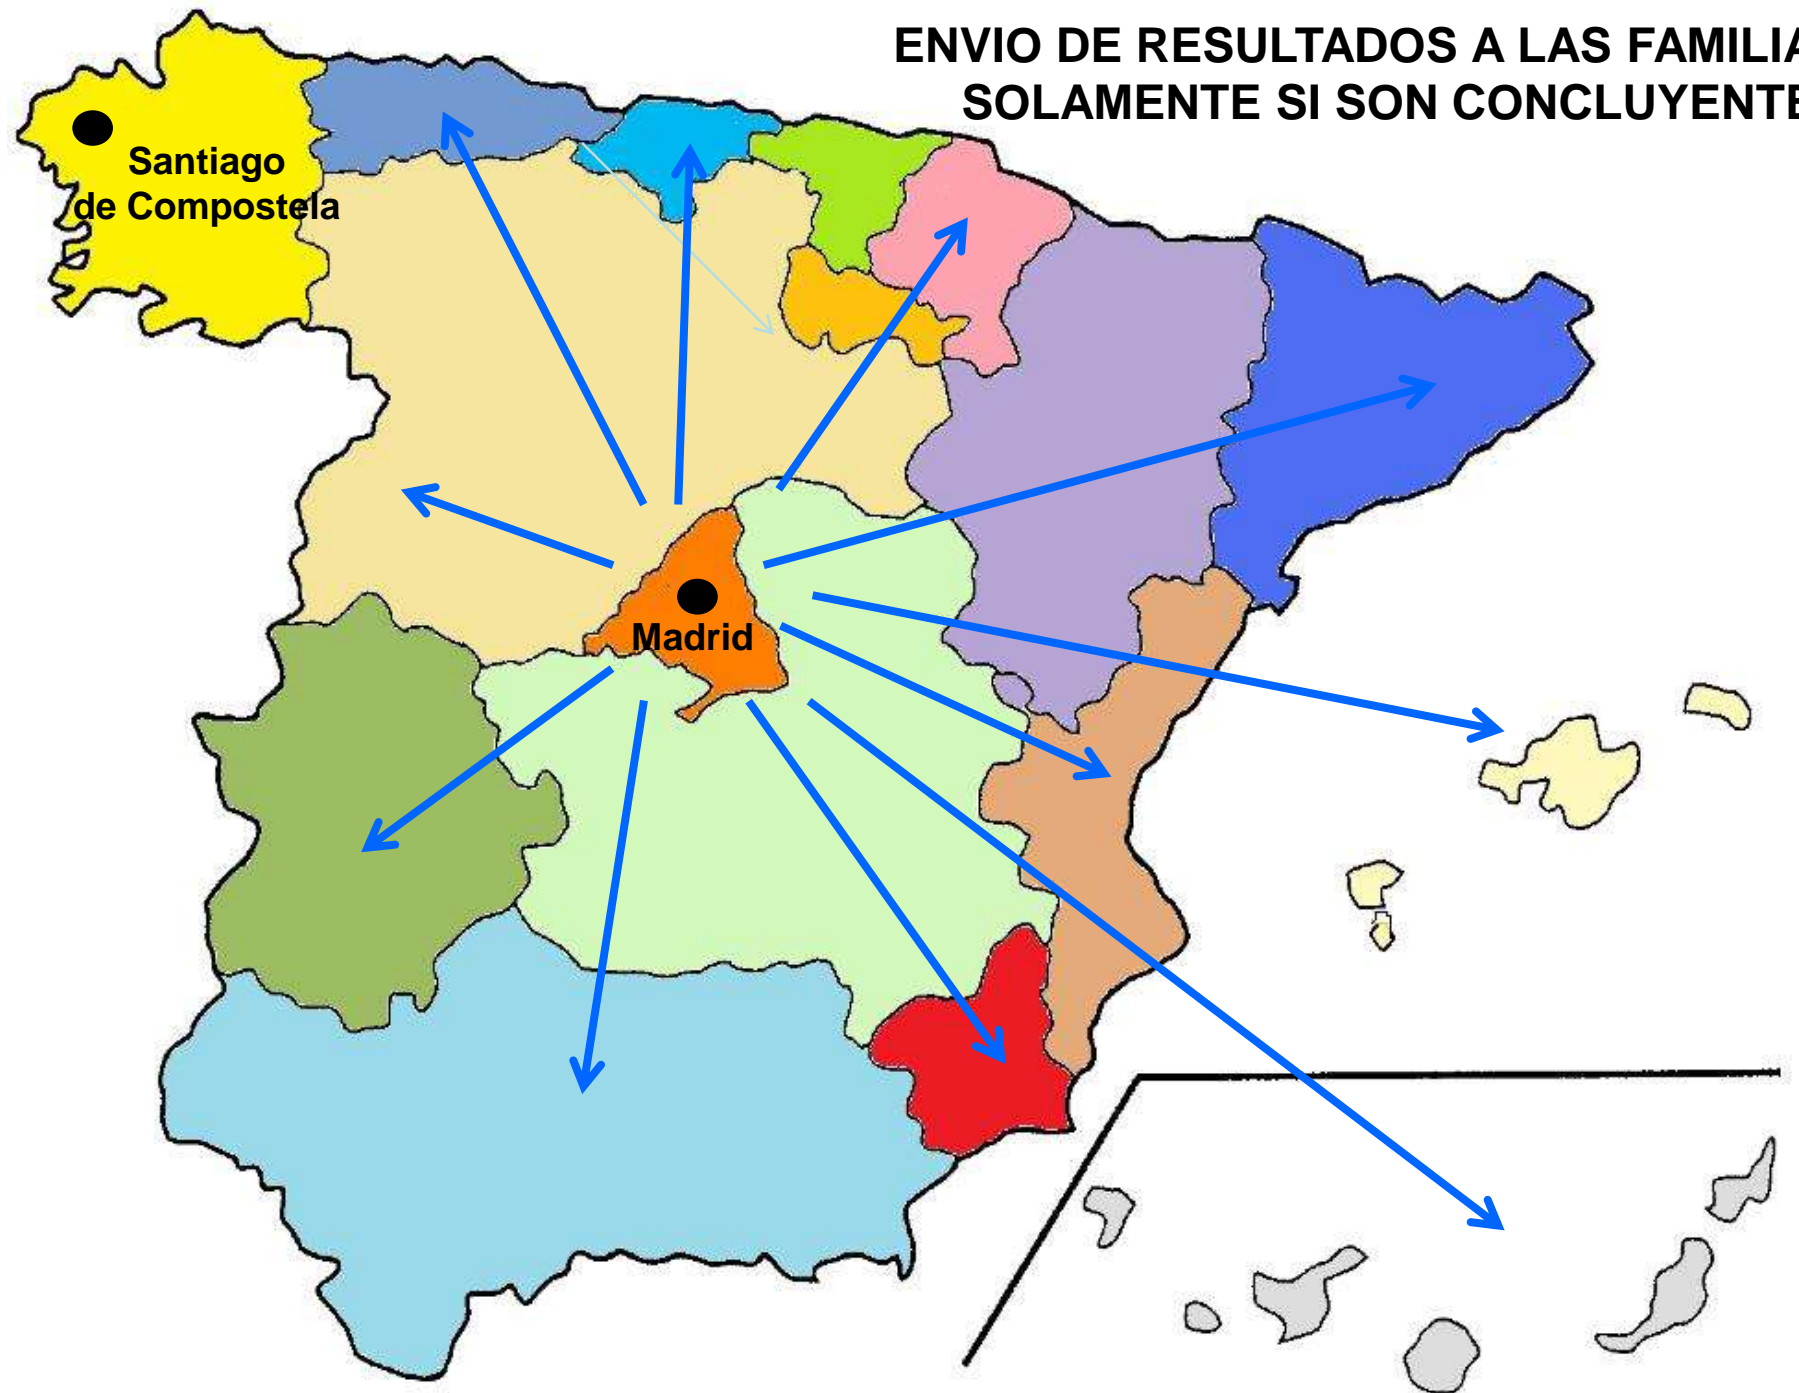 ENVIO DE RESULTADOS A LAS FAMILIA
SOLAMENTE SI SON CONCLUYENTE
Santiago
de Compostela
Madrid